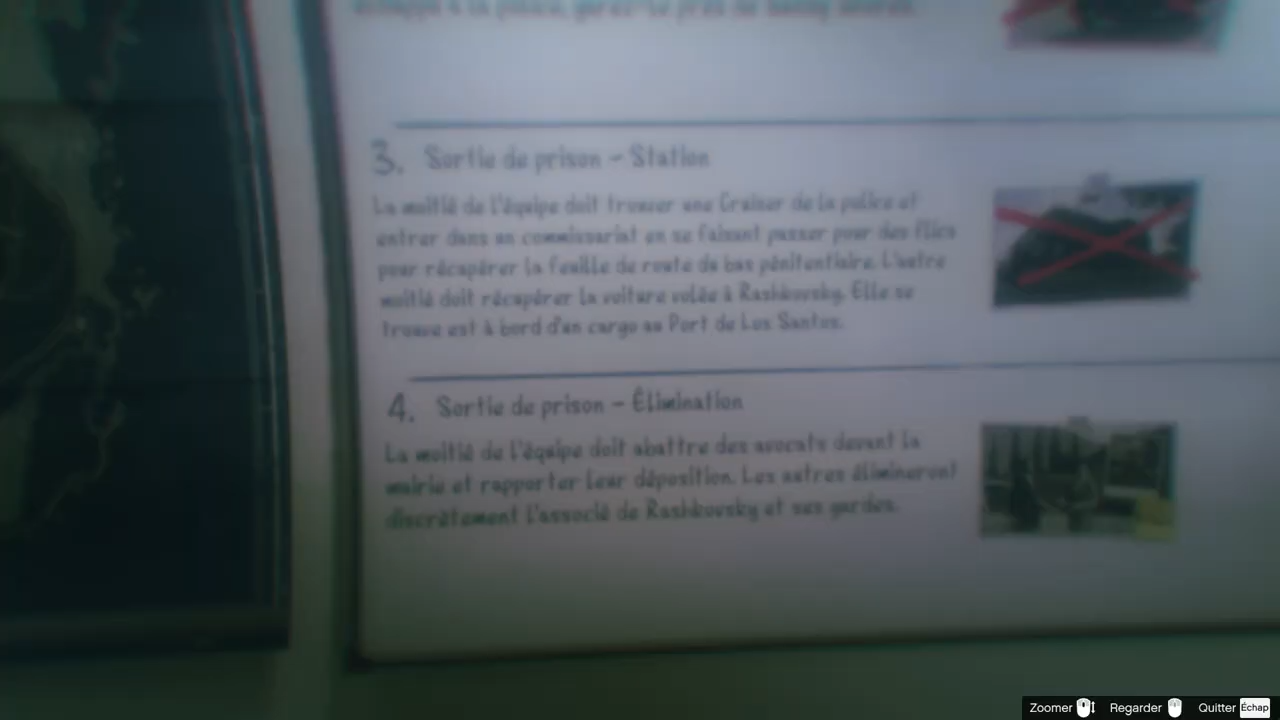 3. Sortie de prison - Station
La moitié de l'équipe doit trouver une Cruiser de la police et
entrer dans un commissariat en se faisant passer pour des flics
pour récupérer la feuille de route du bus pénitentiaire. L'autre
moitié doit récupérer la voiture volée à Rashkovsky. Elle se
trouve est à bord d'un cargo au Port de Los Santos.
4. Sortie de prison - Élimination
La moitié de l'équipe doit abattre des avocats devant la
mairie et rapporter leur déposition. Les autres élimineront
discrètement l'associé de Rashkovsky et ses gardes.
Zoomer Regarder Quitter Échap